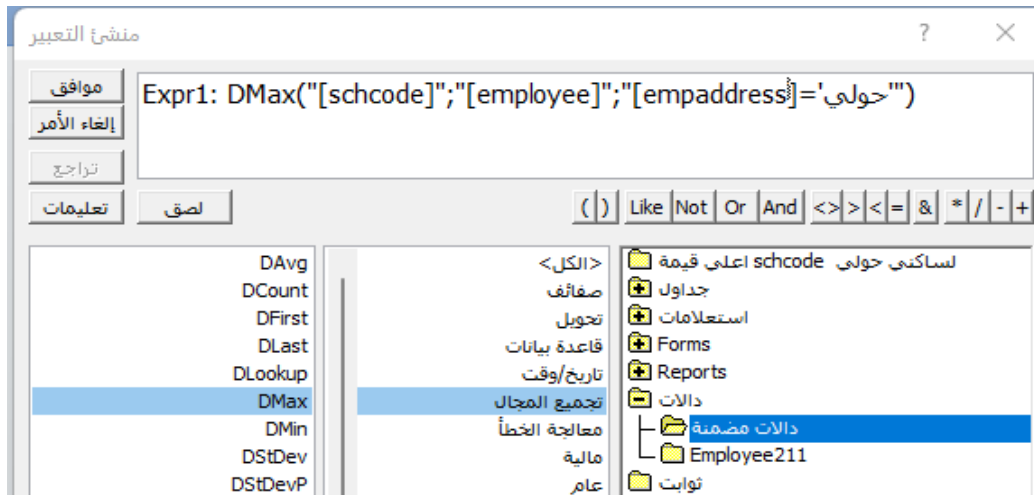 منشئ التعبير
?
موافق
إلغاء الأمر
تراجع
تعليمات
Expr1: DMax("[schcode]";"[employee]";"[empaddress]='حولي'")
لصق
( ) Like Not Or And <> > < = & * / - +
لساكني حولي schcode اعلى قيمة
جداول
استعلامات
Forms
Reports
دالات
دالات مضمنة
Employee211
ثوابت
<الكل>
صفائف
تحويل
قاعدة بيانات
تاريخ/وقت
تجميع المجال
معالجة الخطأ
مالية
عام
DAvg
DCount
DFirst
DLast
DLookup
DMax
DMin
DStDev
DStDevP